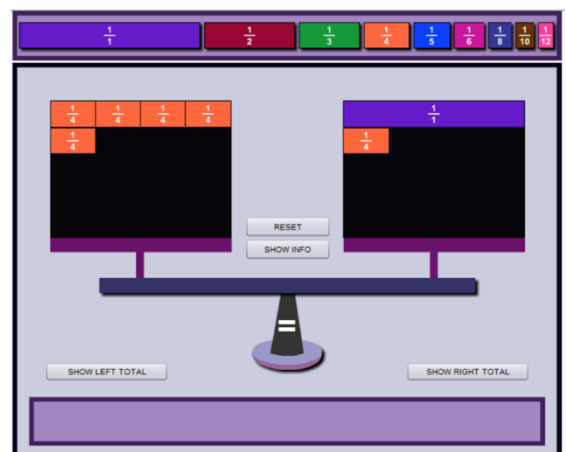 1/1 1/2 1/3 1/4 1/5 1/6 1/8 1/10 1/12
1/4 1/4 1/4 1/4 1/1
1/4 1/4
RESET
SHOW INFO
=
SHOW LEFT TOTAL SHOW RIGHT TOTAL